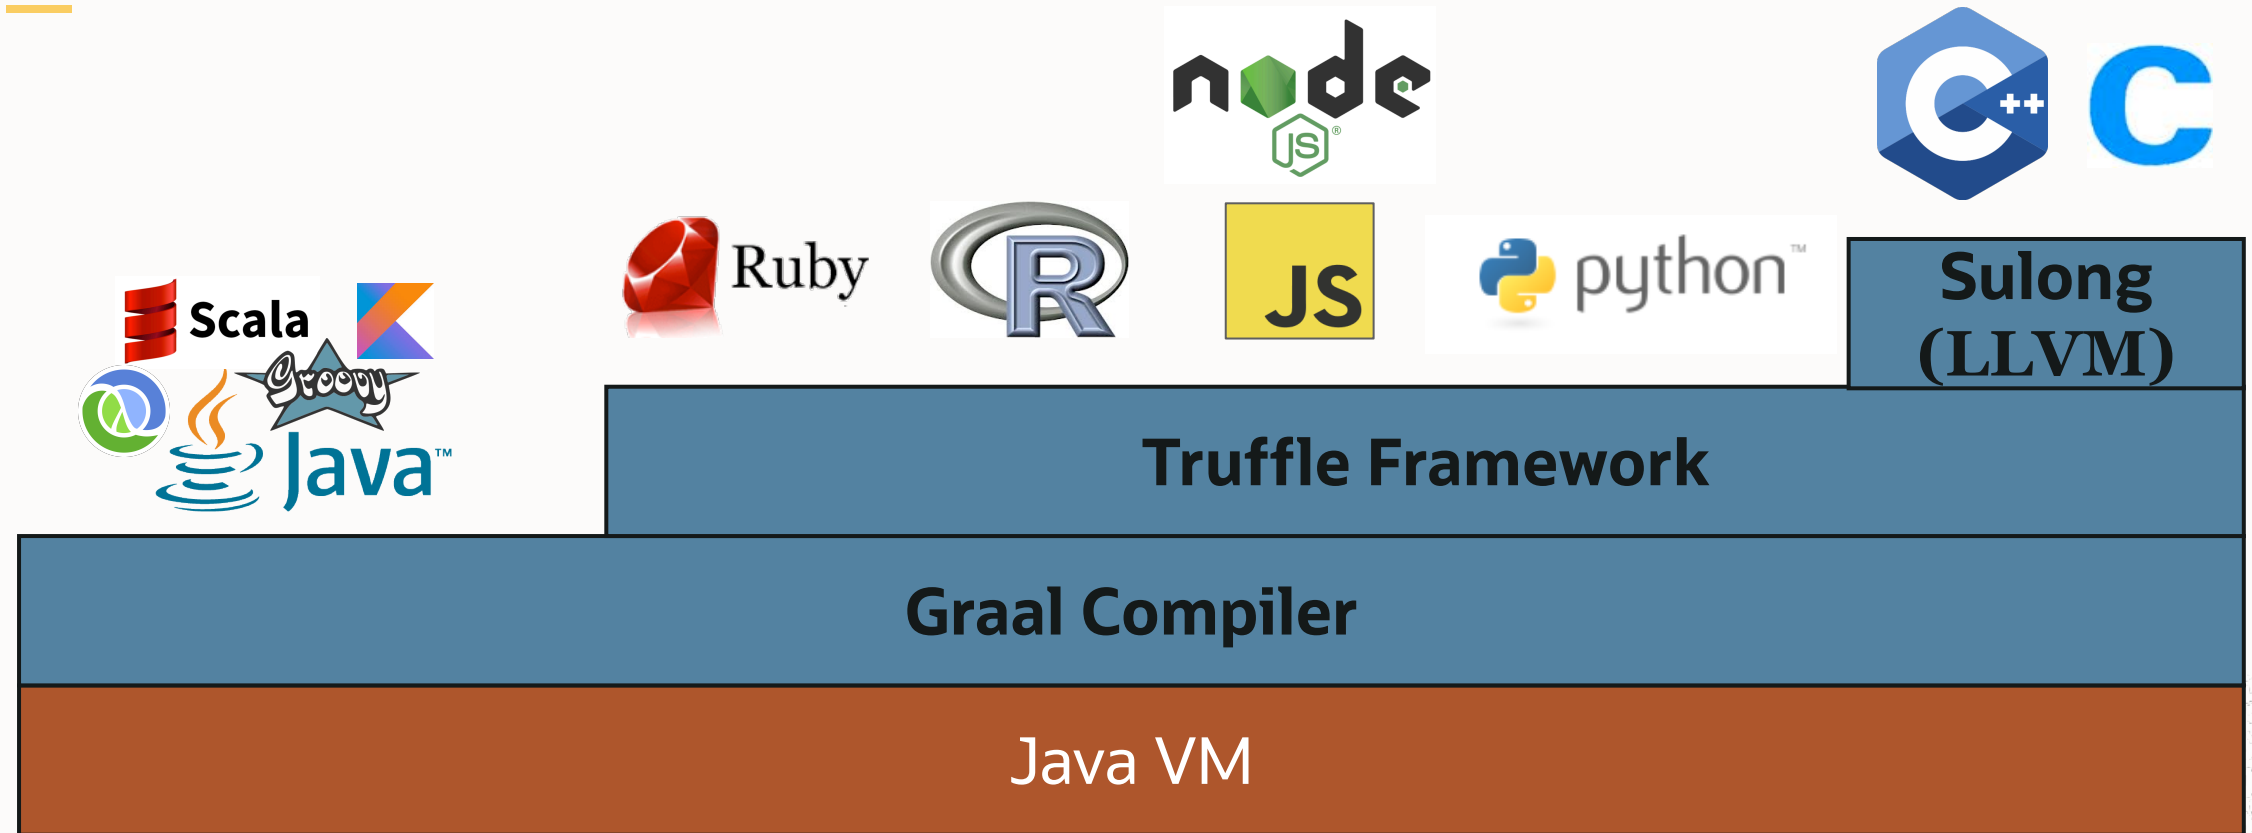 node
JS®
C++
C
Ruby
R
JS
python™
Sulong
(LLVM)
Scala
Groovy
Java™
Truffle Framework
Graal Compiler
Java VM